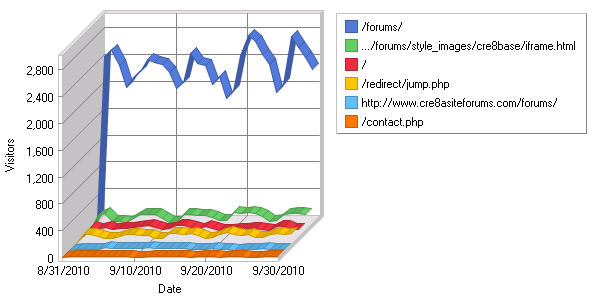 /forums/
.../forums/style_images/cre8base/iframe.html
/
/redirect/jump.php
http://www.cre8asiteforums.com/forums/
/contact.php
Visitors
2,800
2,400
2,000
1,600
1,200
800
400
0
8/31/2010 9/10/2010 9/20/2010 9/30/2010
Date